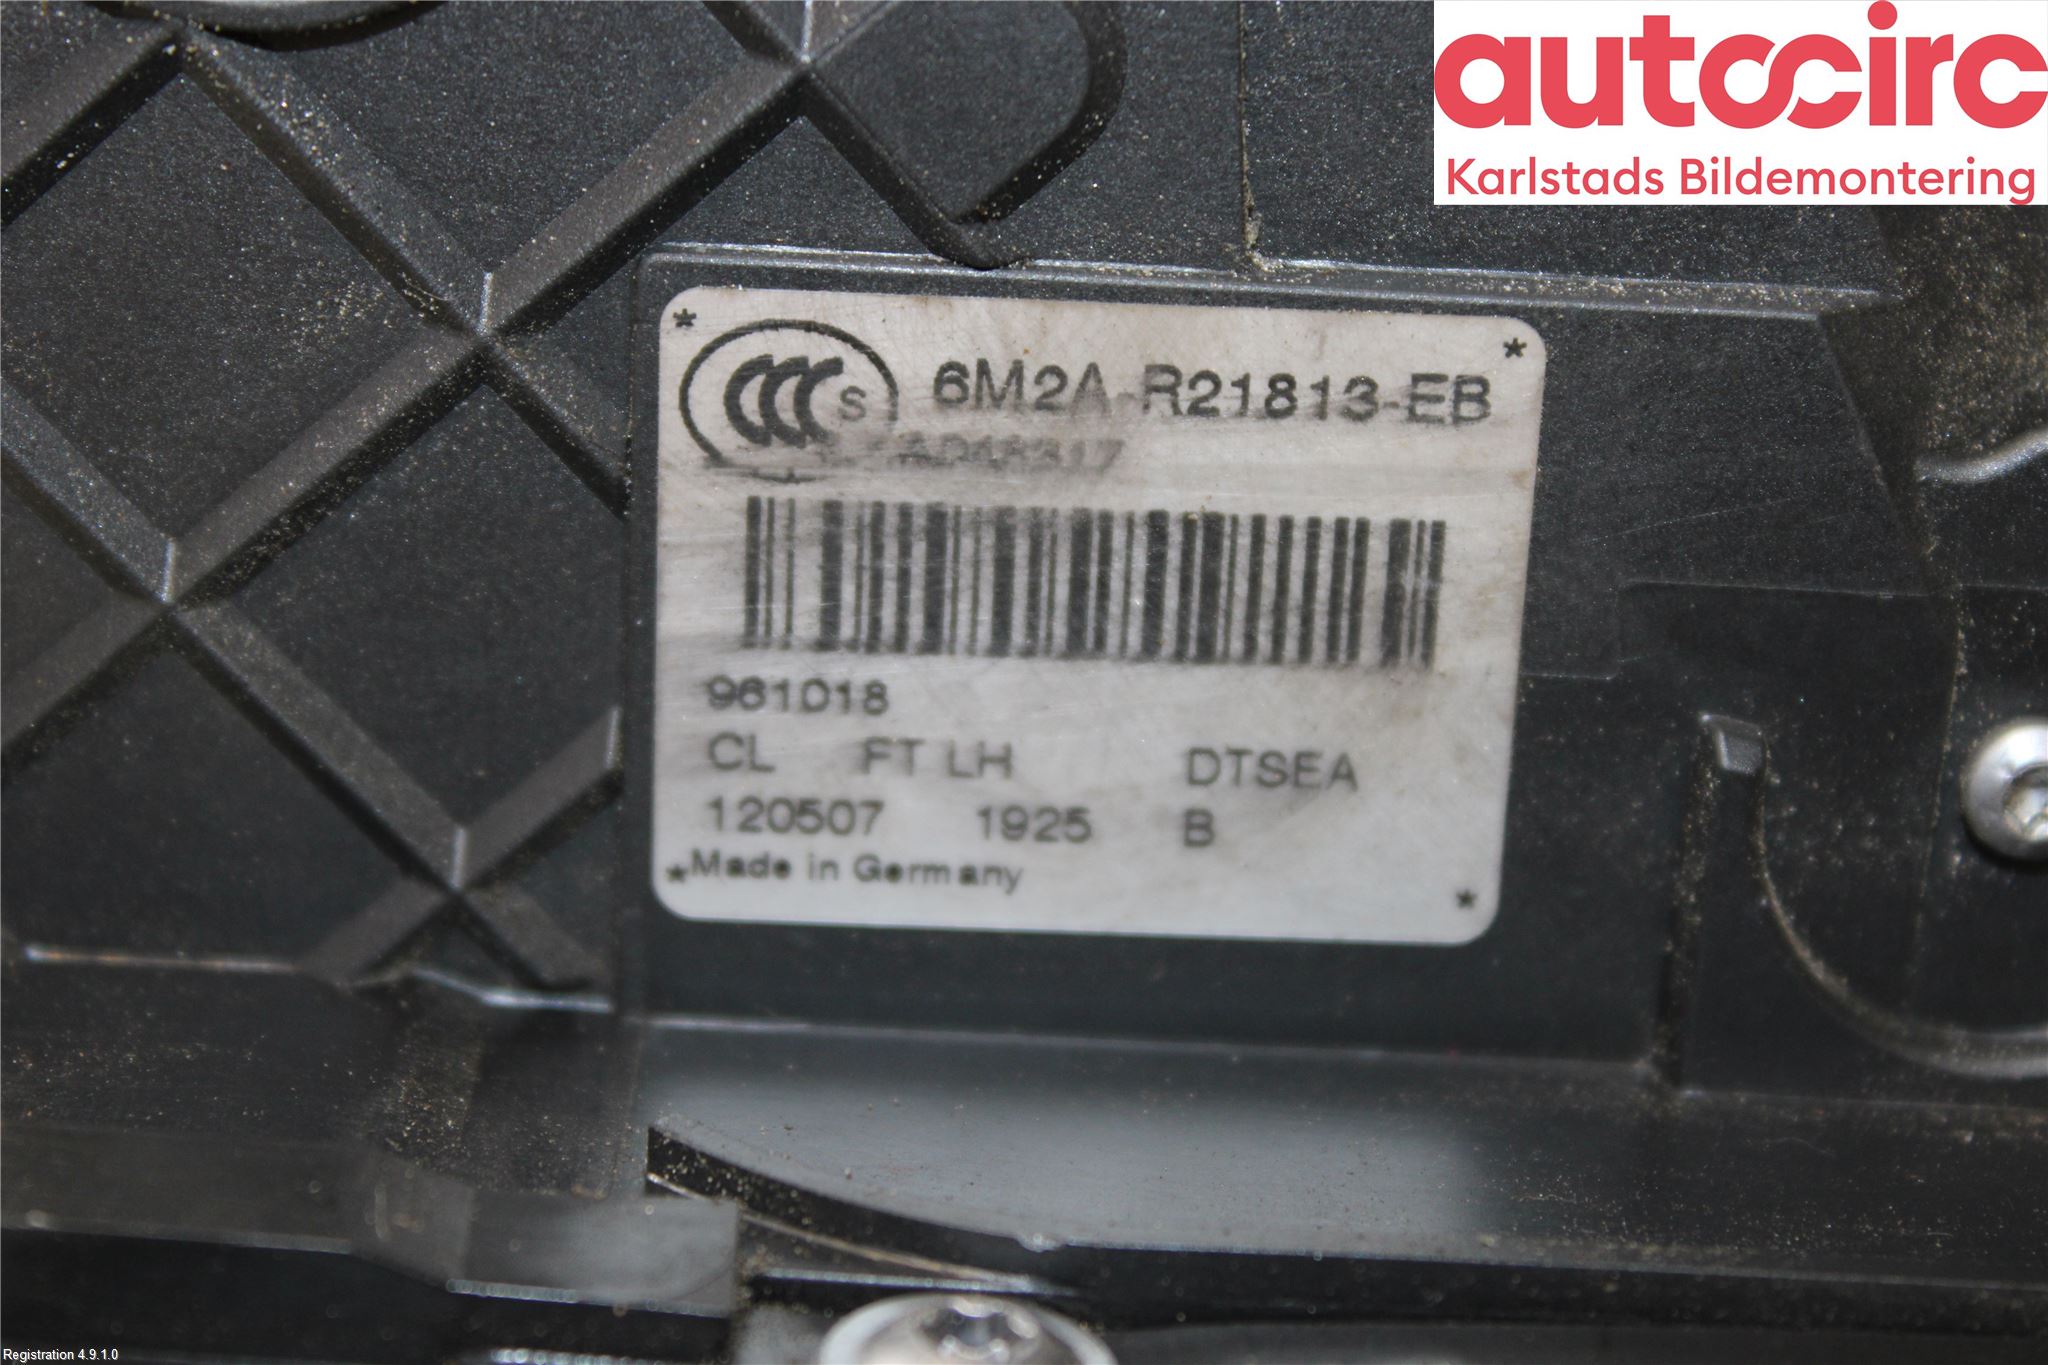 autocirc
Karlstads Bildemontering
* *
CCC S 6M2A-R21813-EB
961018
CL FT LH DTSEA
120507 1925 B
*Made in Germany *
Registration 4.9.1.0